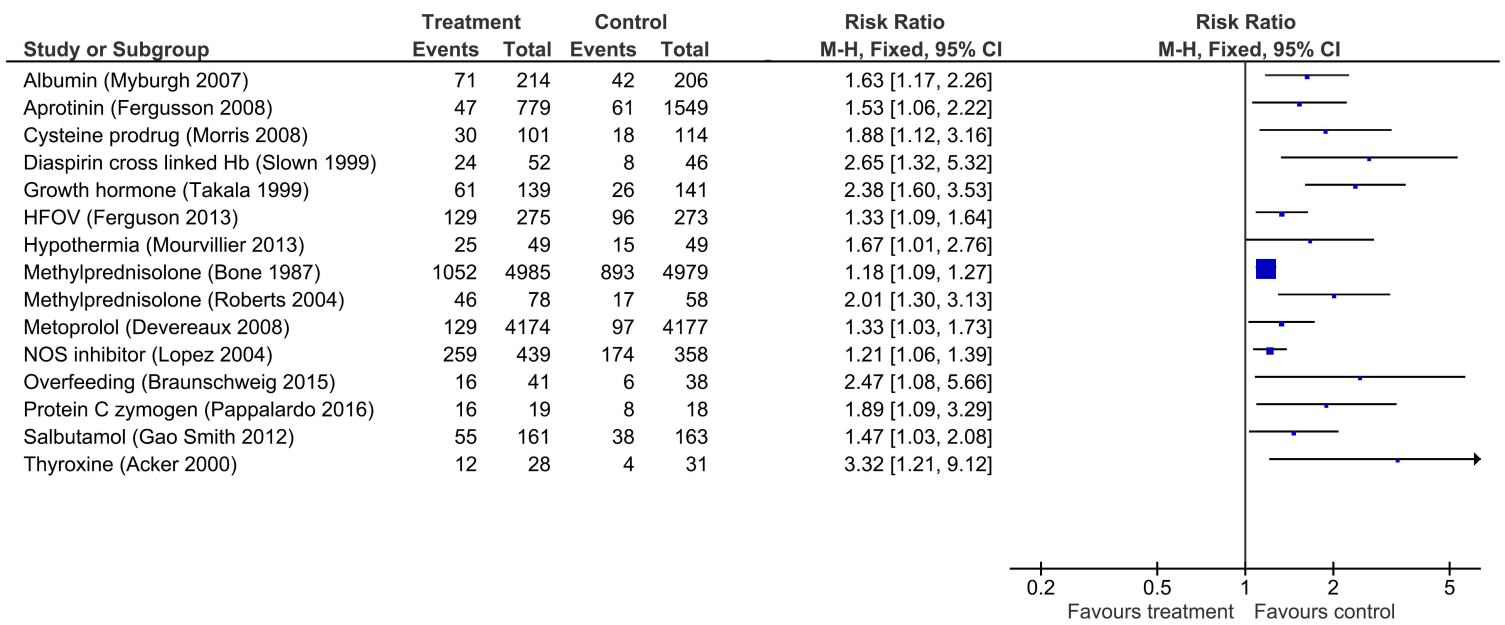 Treatment Control Risk Ratio Risk Ratio
Study or Subgroup Events Total Events Total M-H, Fixed, 95% CI M-H, Fixed, 95% CI
Albumin (Myburgh 2007) 71 214 42 206 1.63 [1.17, 2.26]
Aprotinin (Fergusson 2008) 47 779 61 1549 1.53 [1.06, 2.22]
Cysteine prodrug (Morris 2008) 30 101 18 114 1.88 [1.12, 3.16]
Diaspirin cross linked Hb (Slown 1999) 24 52 8 46 2.65 [1.32, 5.32]
Growth hormone (Takala 1999) 61 139 26 141 2.38 [1.60, 3.53]
HFOV (Ferguson 2013) 129 275 96 273 1.33 [1.09, 1.64]
Hypothermia (Mourvillier 2013) 25 49 15 49 1.67 [1.01, 2.76]
Methylprednisolone (Bone 1987) 1052 4985 893 4979 1.18 [1.09, 1.27]
Methylprednisolone (Roberts 2004) 46 78 17 58 2.01 [1.30, 3.13]
Metoprolol (Devereaux 2008) 129 4174 97 4177 1.33 [1.03, 1.73]
NOS inhibitor (Lopez 2004) 259 439 174 358 1.21 [1.06, 1.39]
Overfeeding (Braunschweig 2015) 16 41 6 38 2.47 [1.08, 5.66]
Protein C zymogen (Pappalardo 2016) 16 19 8 18 1.89 [1.09, 3.29]
Salbutamol (Gao Smith 2012) 55 161 38 163 1.47 [1.03, 2.08]
Thyroxine (Acker 2000) 12 28 4 31 3.32 [1.21, 9.12]
0.2 0.5 1 2 5
Favours treatment Favours control